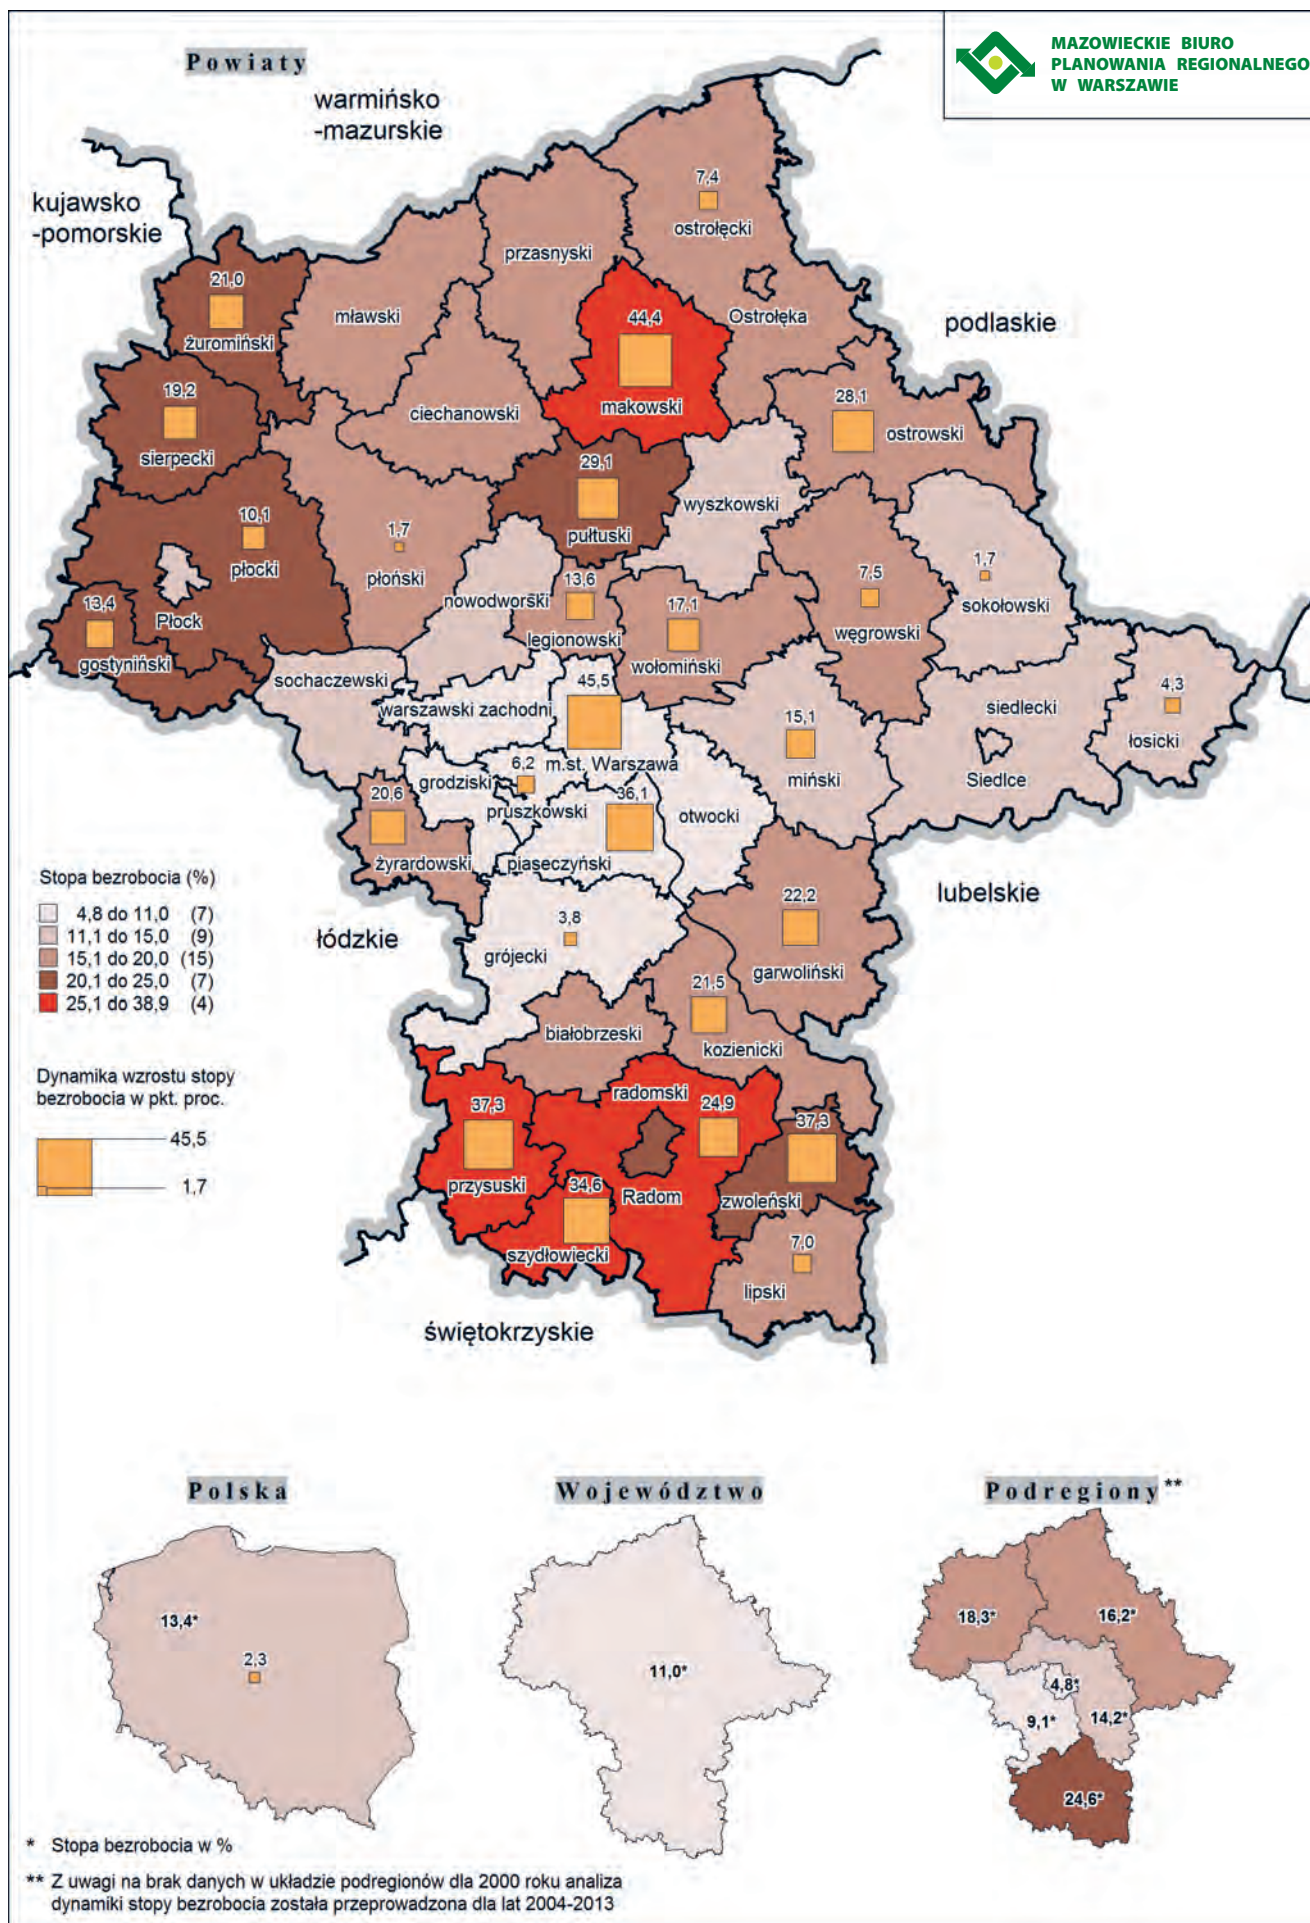 MAZOWIECKIE BIURO
PLANOWANIA REGIONALNEGO
W WARSZAWIE
Powiaty
warmińsko
-mazurskie
kujawsko
-pomorskie
podlaskie
lubelskie
łódzkie
świętokrzyskie
7,4
ostrołęcki
przasnyski
21,0
żuromiński
mławski
44,4
makowski
Ostrołęka
19,2
sierpecki
ciechanowski
28,1
ostrowski
29,1
pułtuski
wyszkowski
10,1
płocki
1,7
płoński
Płock
13,4
gostyniński
nowodworski
13,6
legionowski
17,1
wołomiński
7,5
węgrowski
1,7
sokołowski
sochaczewski
warszawski zachodni
45,5
m.st. Warszawa
15,1
miński
siedlecki
Siedlce
4,3
łosicki
grodziski
6,2
pruszkowski
36,1
piaseczyński
otwocki
20,6
żyrardowski
22,2
garwoliński
3,8
grójecki
21,5
kozienicki
białobrzeski
radomski
24,9
Radom
37,3
przysuski
34,6
szydłowiecki
37,3
zwoleński
7,0
lipski
Stopa bezrobocia (%)
4,8 do 11,0 (7)
11,1 do 15,0 (9)
15,1 do 20,0 (15)
20,1 do 25,0 (7)
25,1 do 38,9 (4)
Dynamika wzrostu stopy
bezrobocia w pkt. proc.
45,5
1,7
Polska
13,4*
2,3
Województwo
11,0*
Podregiony **
18,3*
16,2*
4,8*
9,1*
14,2*
24,6*
* Stopa bezrobocia w %
** Z uwagi na brak danych w układzie podregionów dla 2000 roku analiza
dynamiki stopy bezrobocia została przeprowadzona dla lat 2004-2013